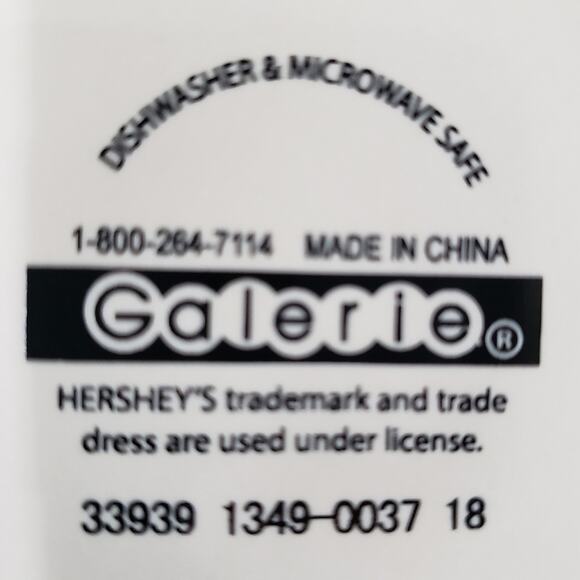 DISHWASHER & MICROWAVE SAFE
1-800-264-7114 MADE IN CHINA
Galerie®
HERSHEY'S trademark and trade
dress are used under license.
33939 1349-0037 18